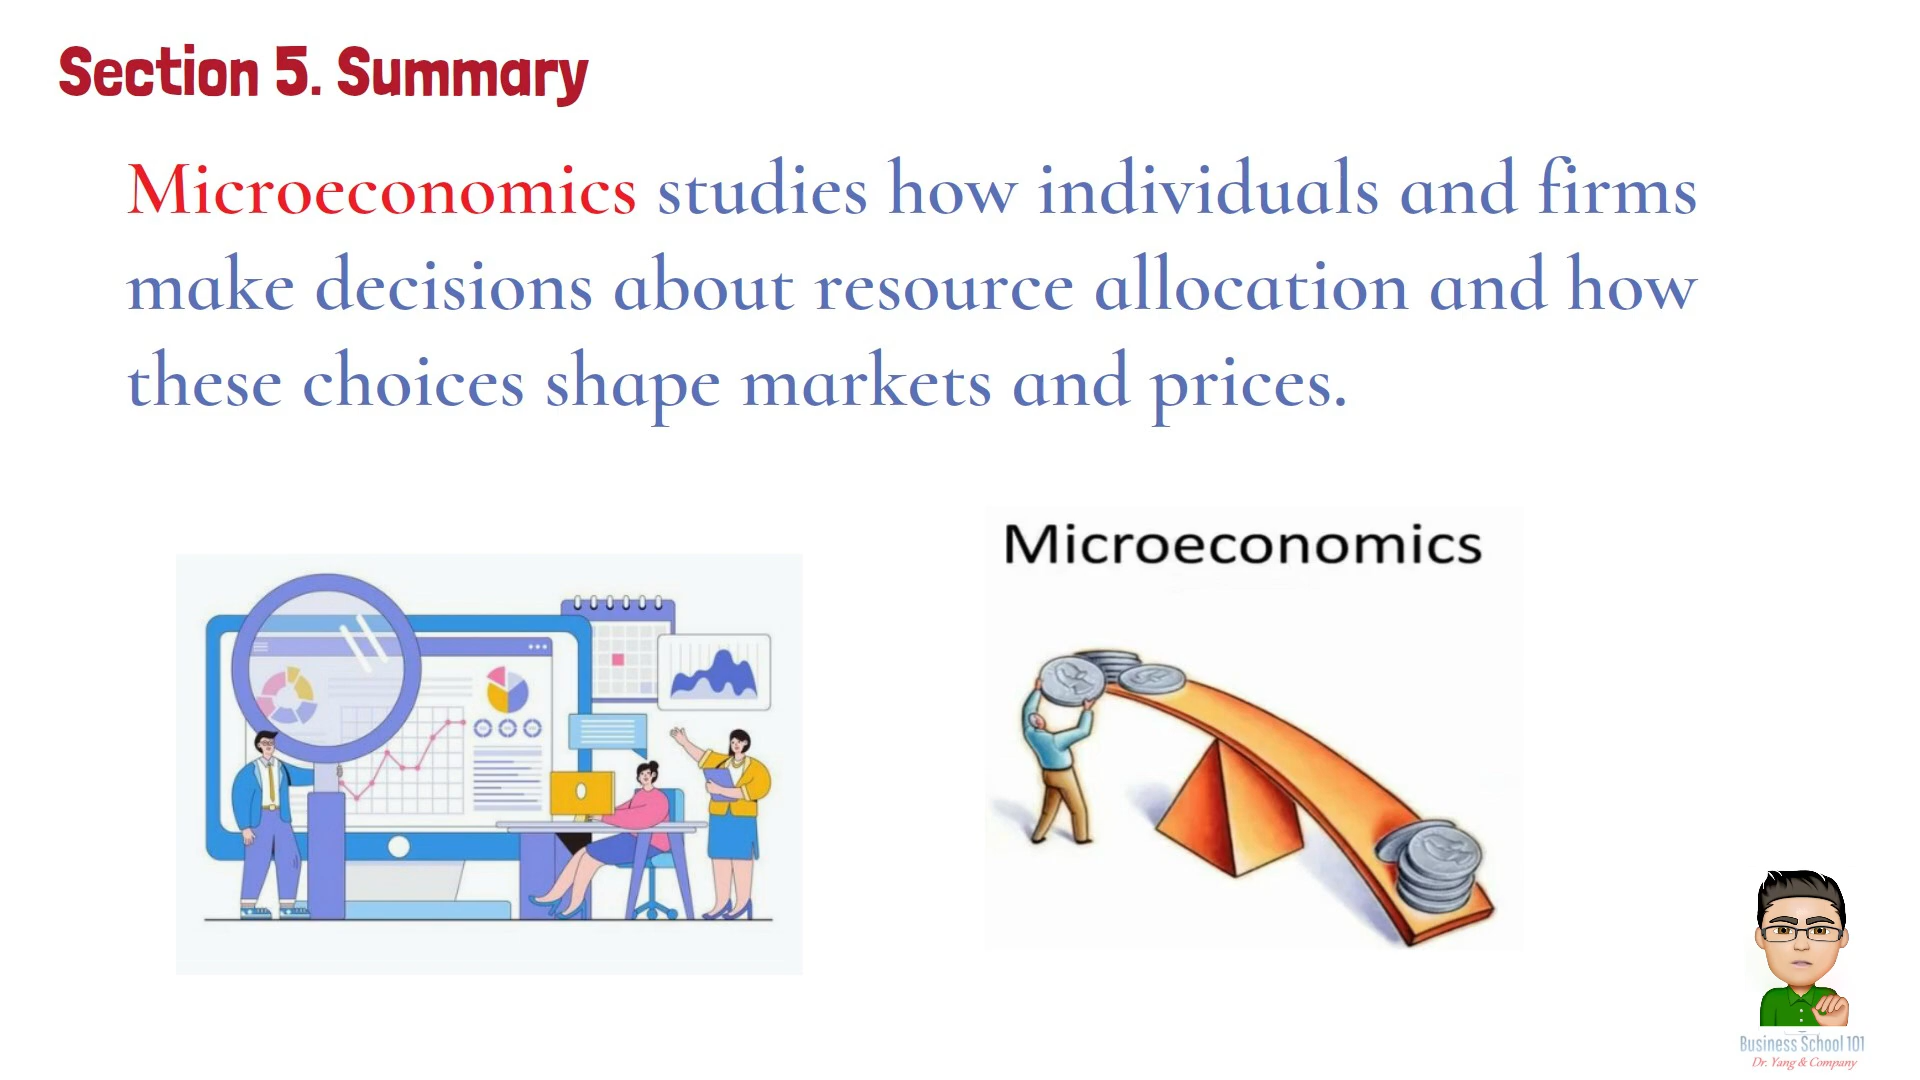 Section 5. Summary
Microeconomics studies how individuals and firms
make decisions about resource allocation and how
these choices shape markets and prices.
Microeconomics
Business School 101
Dr. Yang & Company